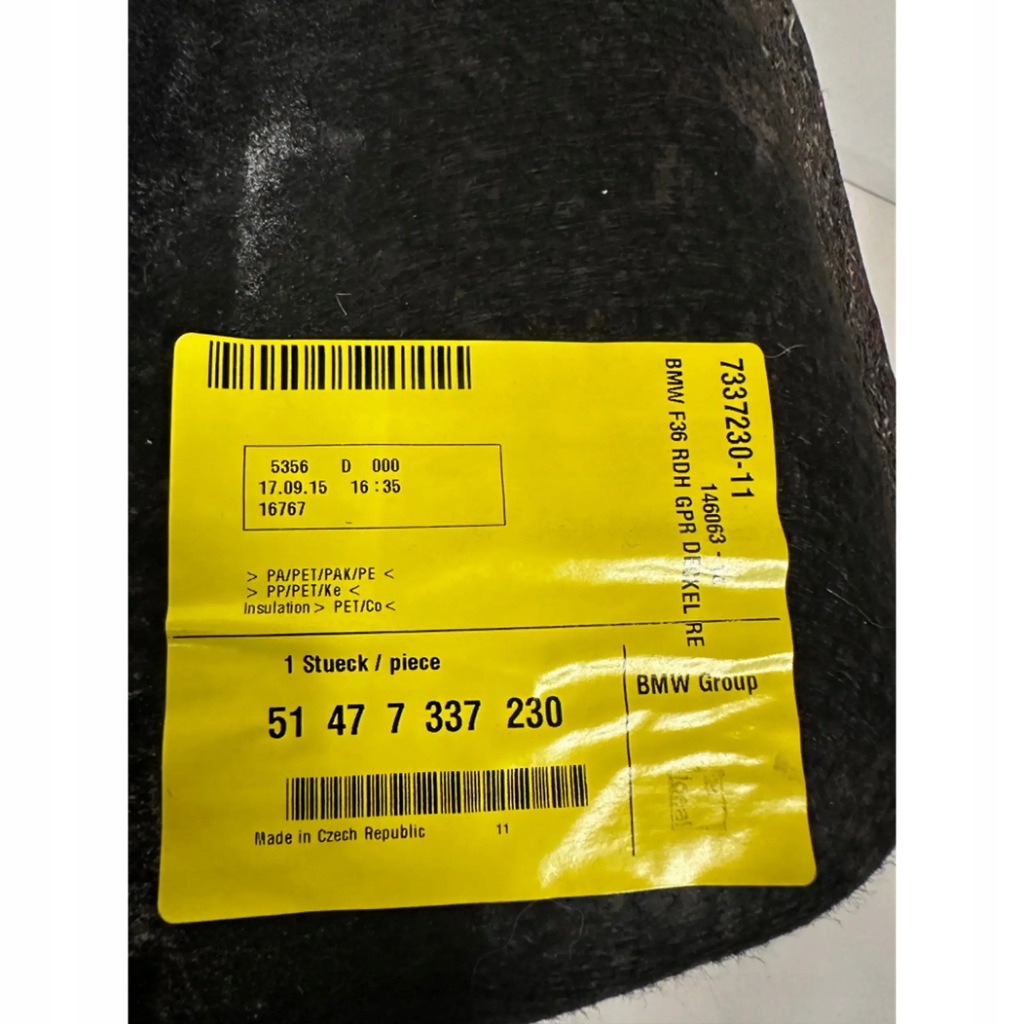 5356 D 000
17.09.15 16:35
16767
> PA/PET/PAK/PE <
> PP/PET/Ke <
Insulation > PET/Co <
7337230-11
146063
BMW F36 RDH GPR DECKEL RE
1 Stueck / piece
51 47 7 337 230
BMW Group
Made in Czech Republic 11